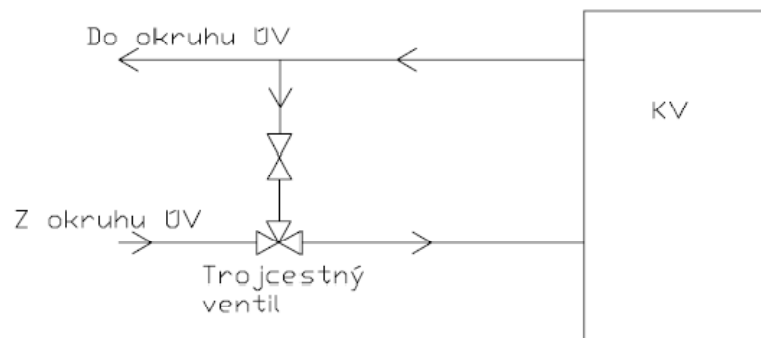 Do okruhu ÚV
KV
Z okruhu ÚV
Trojcestný
ventil